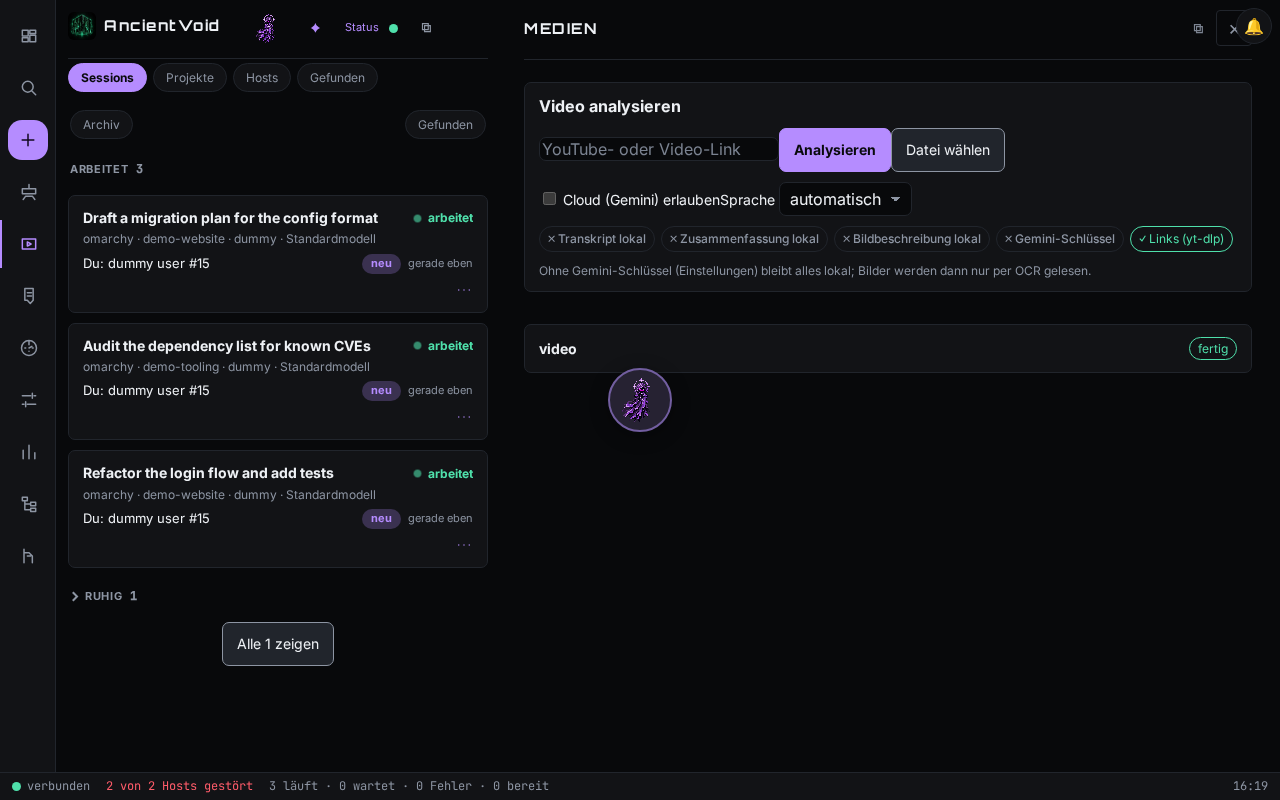 AncientVoid
Status
Sessions Projekte Hosts Gefunden
Archiv Gefunden
ARBEITET 3
Draft a migration plan for the config format arbeitet
omarchy · demo-website · dummy · Standardmodell
Du: dummy user #15 neu gerade eben
...
Audit the dependency list for known CVEs arbeitet
omarchy · demo-tooling · dummy · Standardmodell
Du: dummy user #15 neu gerade eben
...
Refactor the login flow and add tests arbeitet
omarchy · demo-website · dummy · Standardmodell
Du: dummy user #15 neu gerade eben
...
RUHIG 1
Alle 1 zeigen
MEDIEN
Video analysieren
YouTube- oder Video-Link Analysieren Datei wählen
Cloud (Gemini) erlaubenSprache automatisch
×Transkript lokal ×Zusammenfassung lokal ×Bildbeschreibung lokal ×Gemini-Schlüssel ✓Links (yt-dlp)
Ohne Gemini-Schlüssel (Einstellungen) bleibt alles lokal; Bilder werden dann nur per OCR gelesen.
video fertig
verbunden 2 von 2 Hosts gestört 3 läuft · 0 wartet · 0 Fehler · 0 bereit 16:19